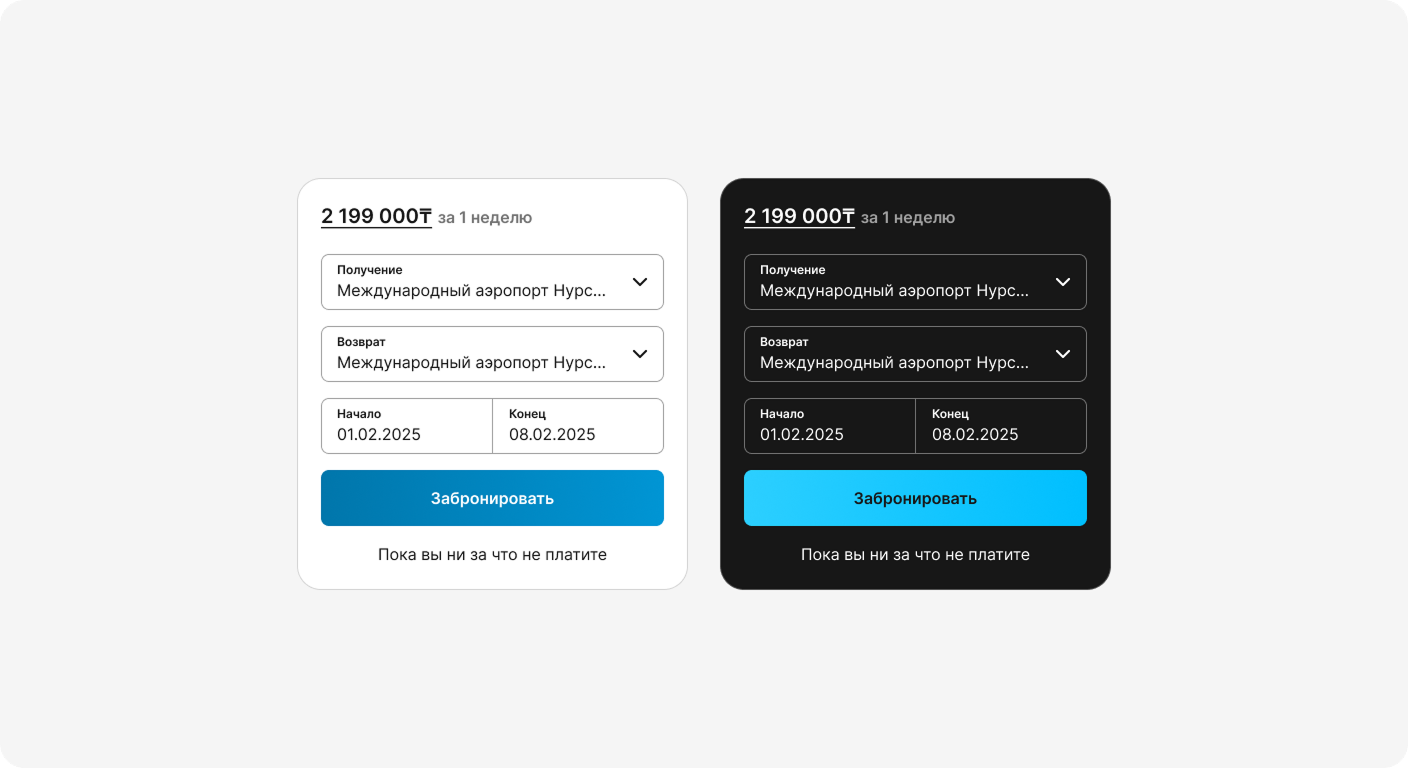 2 199 000₸ за 1 неделю
Получение
Международный аэропорт Нурс...
Возврат
Международный аэропорт Нурс...
Начало
01.02.2025
Конец
08.02.2025
Забронировать
Пока вы ни за что не платите
2 199 000₸ за 1 неделю
Получение
Международный аэропорт Нурс...
Возврат
Международный аэропорт Нурс...
Начало
01.02.2025
Конец
08.02.2025
Забронировать
Пока вы ни за что не платите